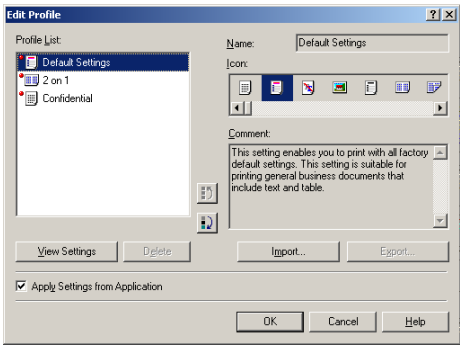 Edit Profile
Profile List:
Default Settings
2 on 1
Confidential
Name:
Default Settings
Icon:
Comment:
This setting enables you to print with all factory
default settings. This setting is suitable for
printing general business documents that
include text and table.
View Settings
Delete
Import...
Export...
Apply Settings from Application
OK
Cancel
Help